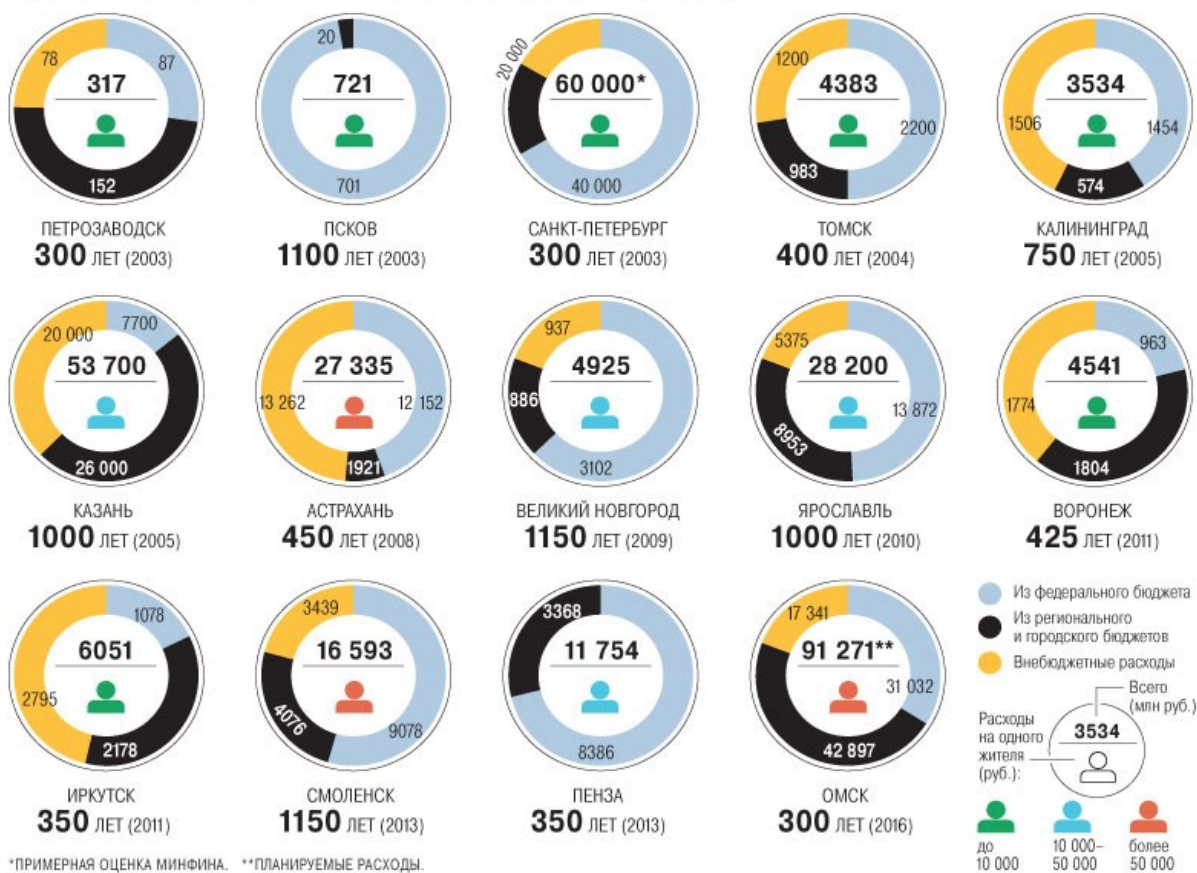 78
87
317
152
ПЕТРОЗАВОДСК
300 ЛЕТ (2003)
20
721
701
ПСКОВ
1100 ЛЕТ (2003)
20 000
60 000*
40 000
САНКТ-ПЕТЕРБУРГ
300 ЛЕТ (2003)
1200
4383
2200
983
ТОМСК
400 ЛЕТ (2004)
3534
1506
1454
574
КАЛИНИНГРАД
750 ЛЕТ (2005)
7700
20 000
53 700
26 000
КАЗАНЬ
1000 ЛЕТ (2005)
27 335
13 262
12 152
1921
АСТРАХАНЬ
450 ЛЕТ (2008)
937
4925
886
3102
ВЕЛИКИЙ НОВГОРОД
1150 ЛЕТ (2009)
5375
28 200
13 872
8953
ЯРОСЛАВЛЬ
1000 ЛЕТ (2010)
963
4541
1774
1804
ВОРОНЕЖ
425 ЛЕТ (2011)
1078
6051
2795
2178
ИРКУТСК
350 ЛЕТ (2011)
3439
16 593
4076
9078
СМОЛЕНСК
1150 ЛЕТ (2013)
3368
11 754
8386
ПЕНЗА
350 ЛЕТ (2013)
17 341
91 271**
31 032
42 897
ОМСК
300 ЛЕТ (2016)
Из федерального бюджета
Из регионального
и городского бюджетов
Внебюджетные расходы
Всего
(млн руб.)
Расходы
на одного
жителя
(руб.):
3534
до
10 000
10 000–
50 000
более
50 000
*ПРИМЕРНАЯ ОЦЕНКА МИНФИНА. **ПЛАНИРУЕМЫЕ РАСХОДЫ.